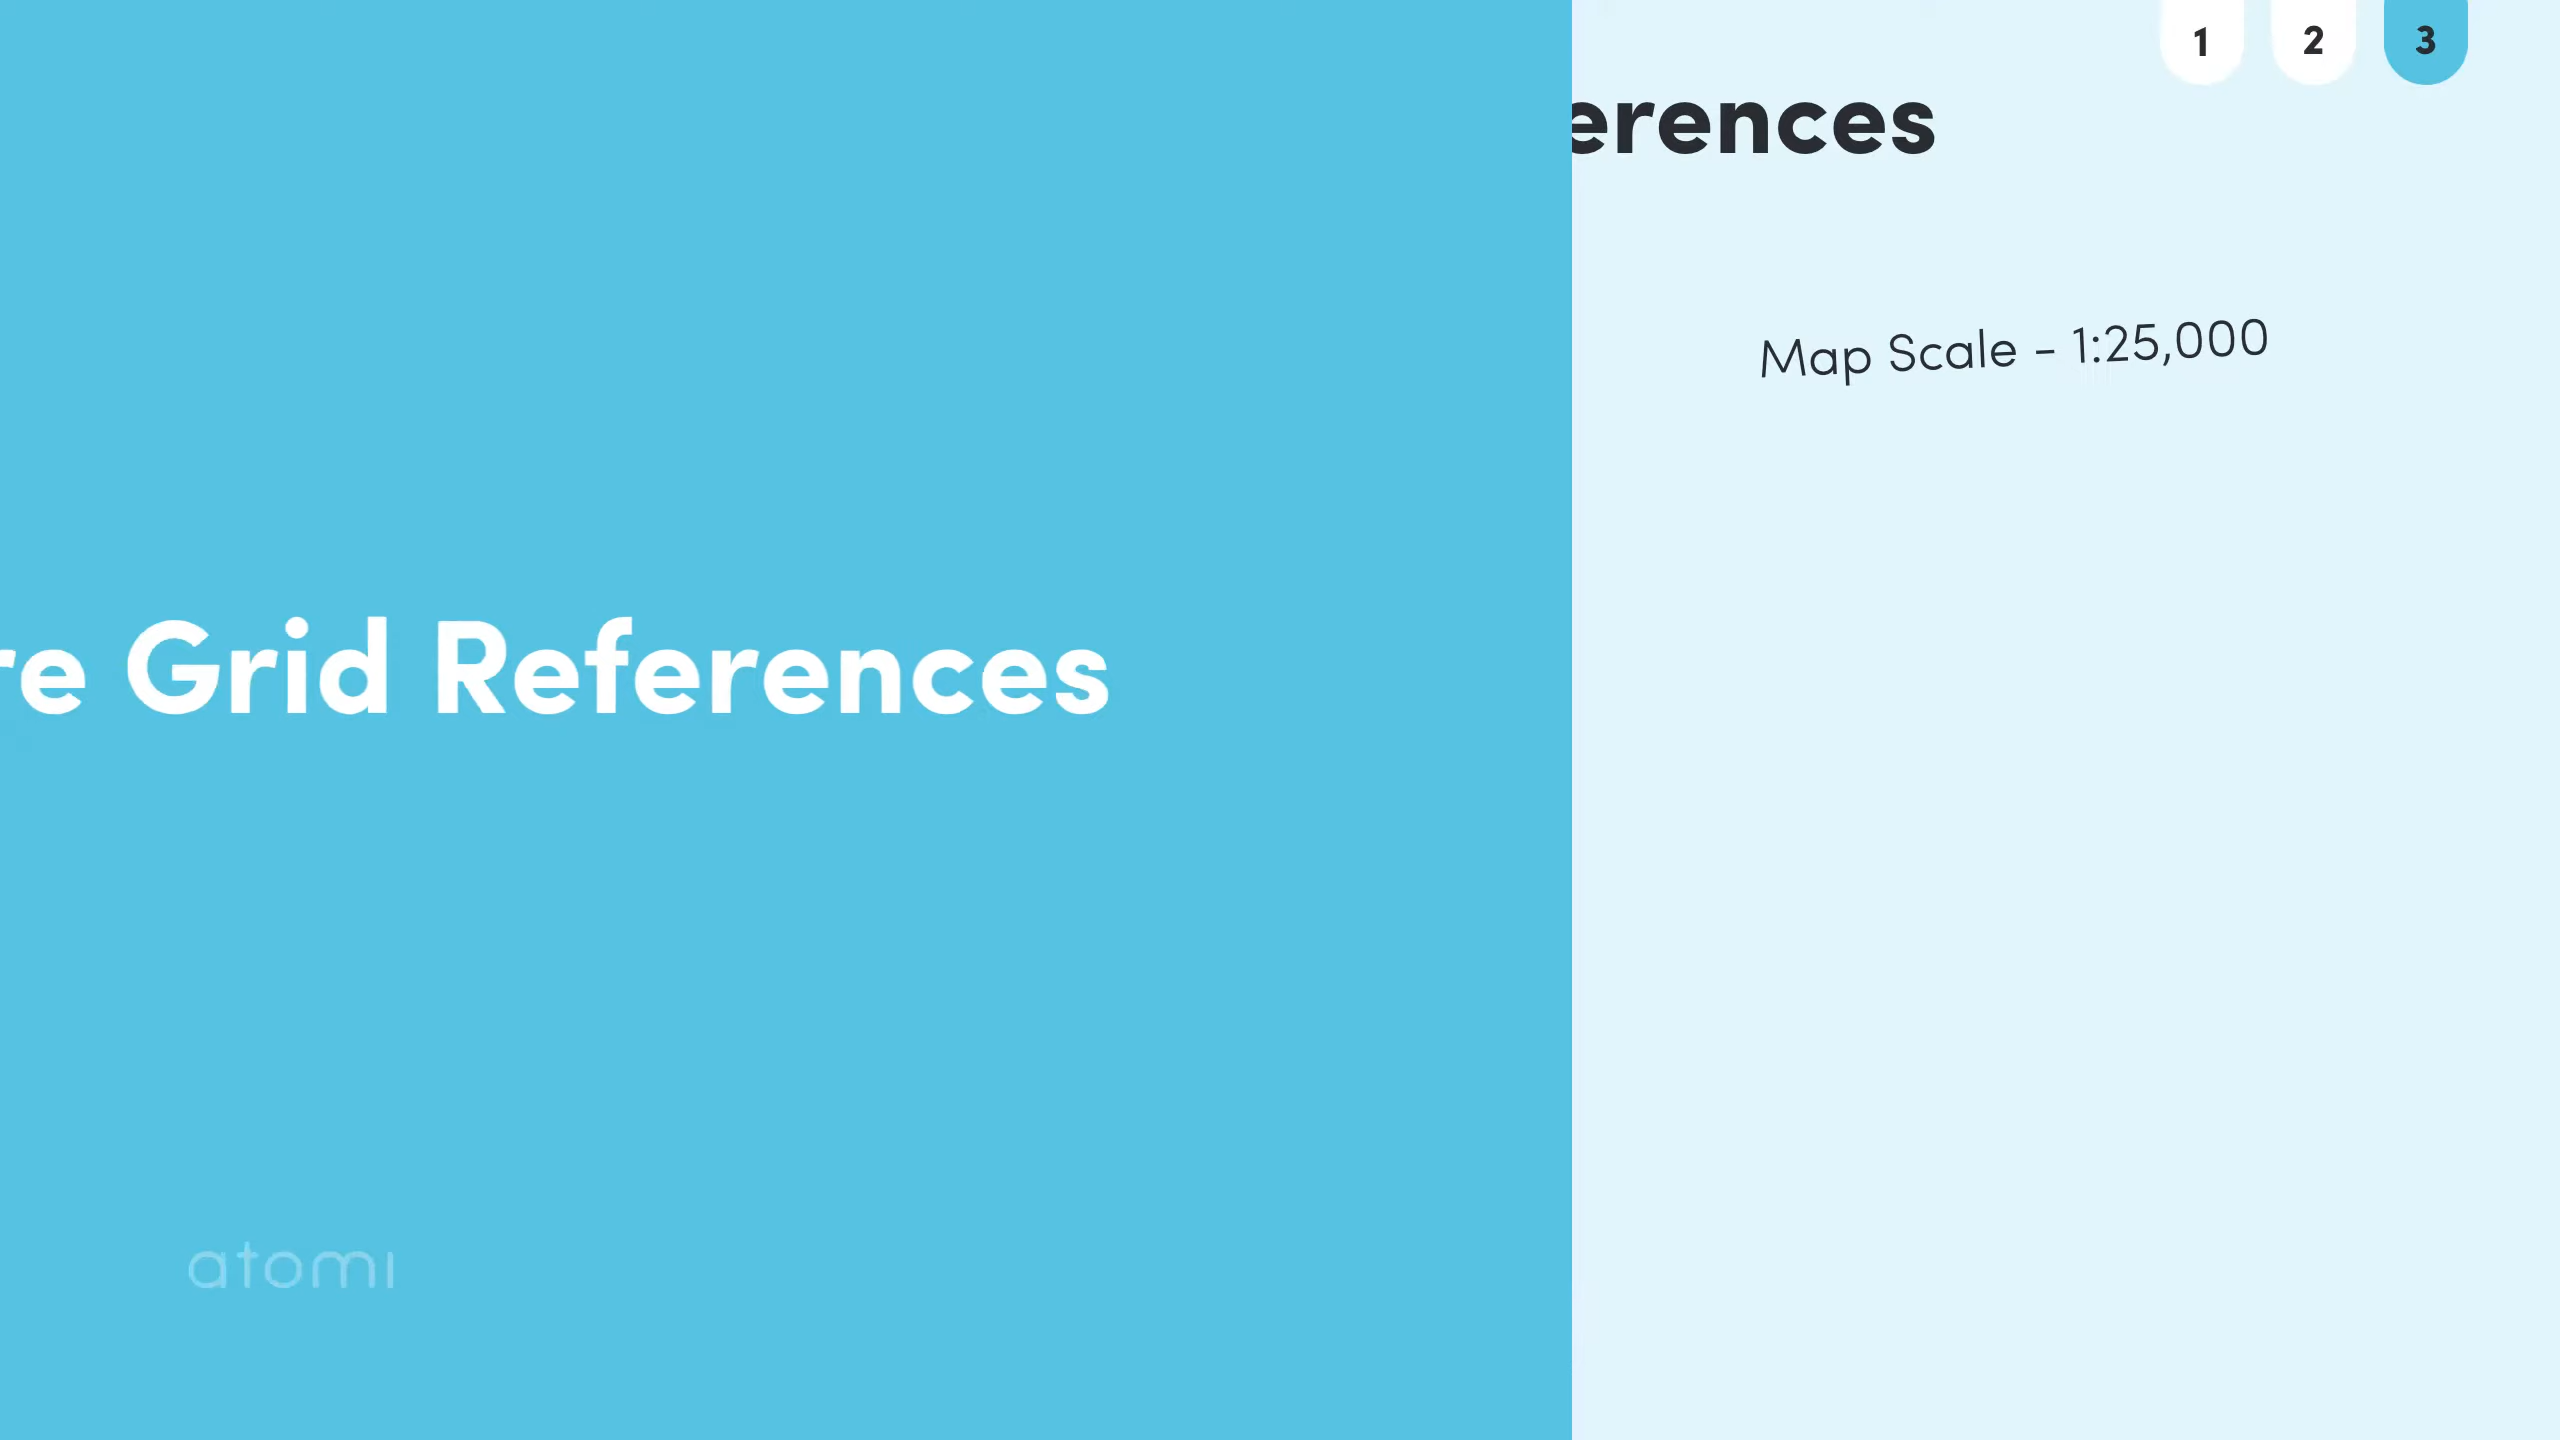 1 2 3
erences
Map Scale - 1:25,000
re Grid References
atomi